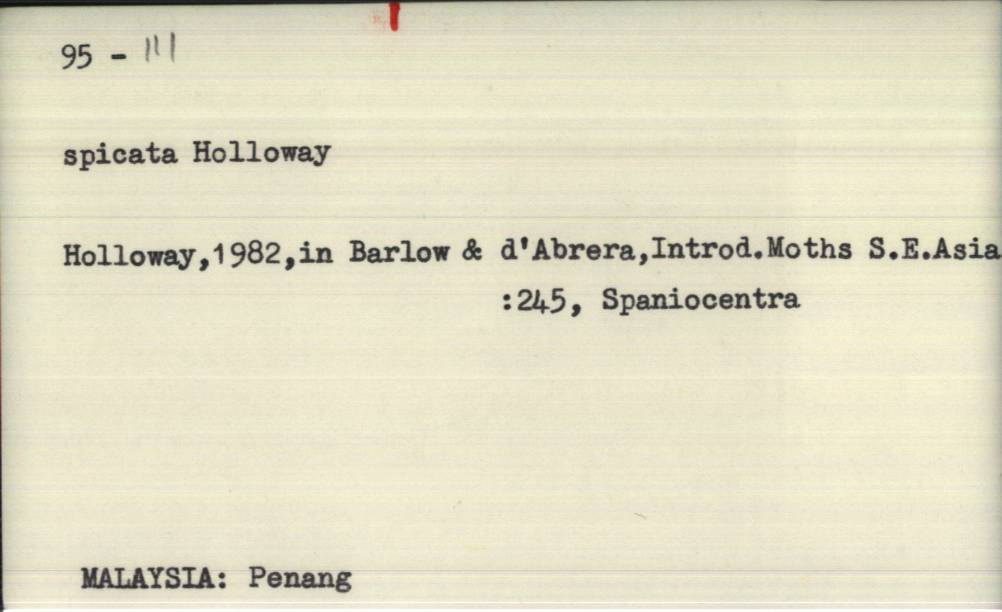 95 - 111
spicata Holloway
Holloway,1982,in Barlow & d'Abrera,Introd.Moths S.E.Asia
:245, Spaniocentra
MALAYSIA: Penang